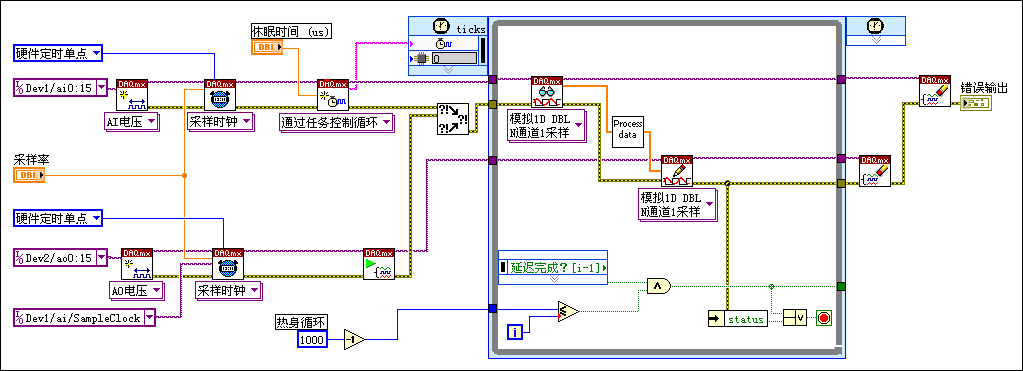 休眠时间 (us)
ticks
硬件定时单点
DBL
0
Dev1/ai0:15
DAQmx
DAQmx
DAQmx
DAQmx
DAQmx
错误输出
AI电压
采样时钟
通过任务控制循环
?!
?!
?!
模拟1D DBL
N通道1采样
Process
data
采样率
DBL
DAQmx
DAQmx
模拟1D DBL
N通道1采样
硬件定时单点
Dev2/ao0:15
DAQmx
DAQmx
DAQmx
延迟完成? [i-1]
AO电压
采样时钟
Dev1/ai/SampleClock
热身循环
1000
-1
≤
i
∧
status
∨